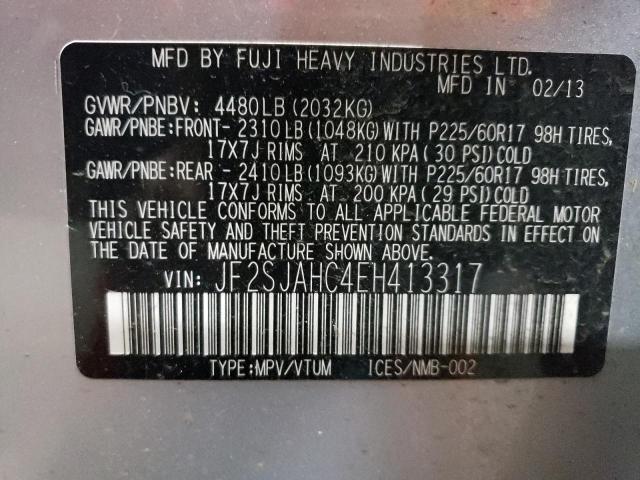 MFD BY FUJI HEAVY INDUSTRIES LTD.
MFD IN 02/13
GVWR/PNBV: 4480LB (2032KG)
GAWR/PNBE:FRONT- 2310LB (1048KG) WITH P225/60R17 98H TIRES,
17X7J RIMS AT 210 KPA( 30 PSI) COLD
GAWR/PNBE:REAR - 2410LB (1093KG) WITH P225/60R17 98H TIRES,
17X7J RIMS AT 200 KPA( 29 PSI) COLD
THIS VEHICLE CONFORMS TO ALL APPLICABLE FEDERAL MOTOR
VEHICLE SAFETY AND THEFT PREVENTION STANDARDS IN EFFECT ON
THE DATE OF MANUFACTURE SHOWN ABOVE.
VIN: JF2SJAHC4EH413317
TYPE:MPV/VTUM ICES/NMB-002